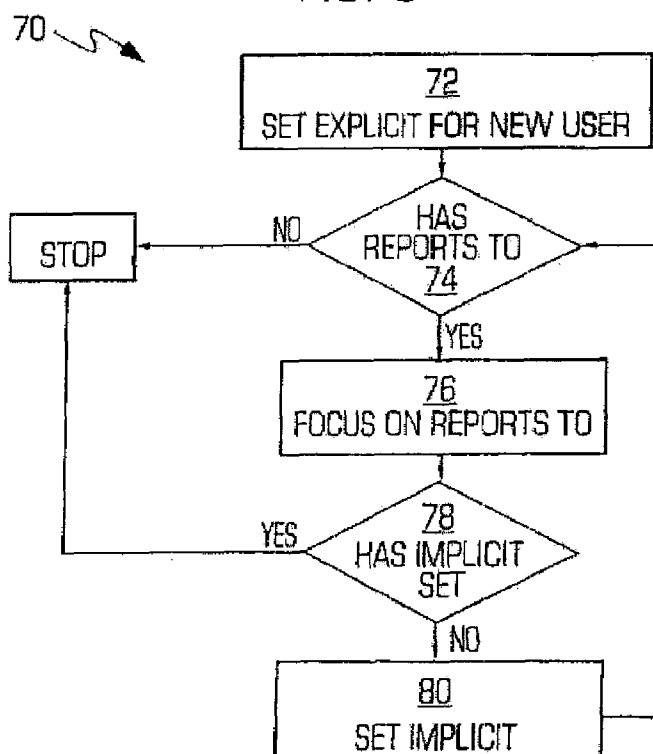 70
72
SET EXPLICIT FOR NEW USER
HAS
REPORTS TO
74
NO
STOP
YES
76
FOCUS ON REPORTS TO
78
HAS IMPLICIT
SET
YES
NO
80
SET IMPLICIT